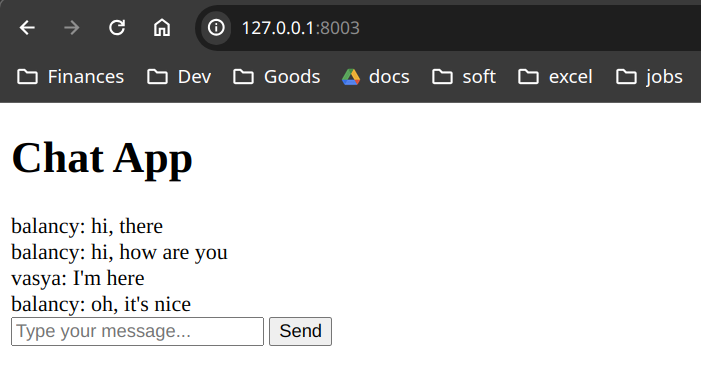 127.0.0.1:8003
Finances Dev Goods docs soft excel jobs
Chat App
balancy: hi, there
balancy: hi, how are you
vasya: I'm here
balancy: oh, it's nice
Type your message... Send